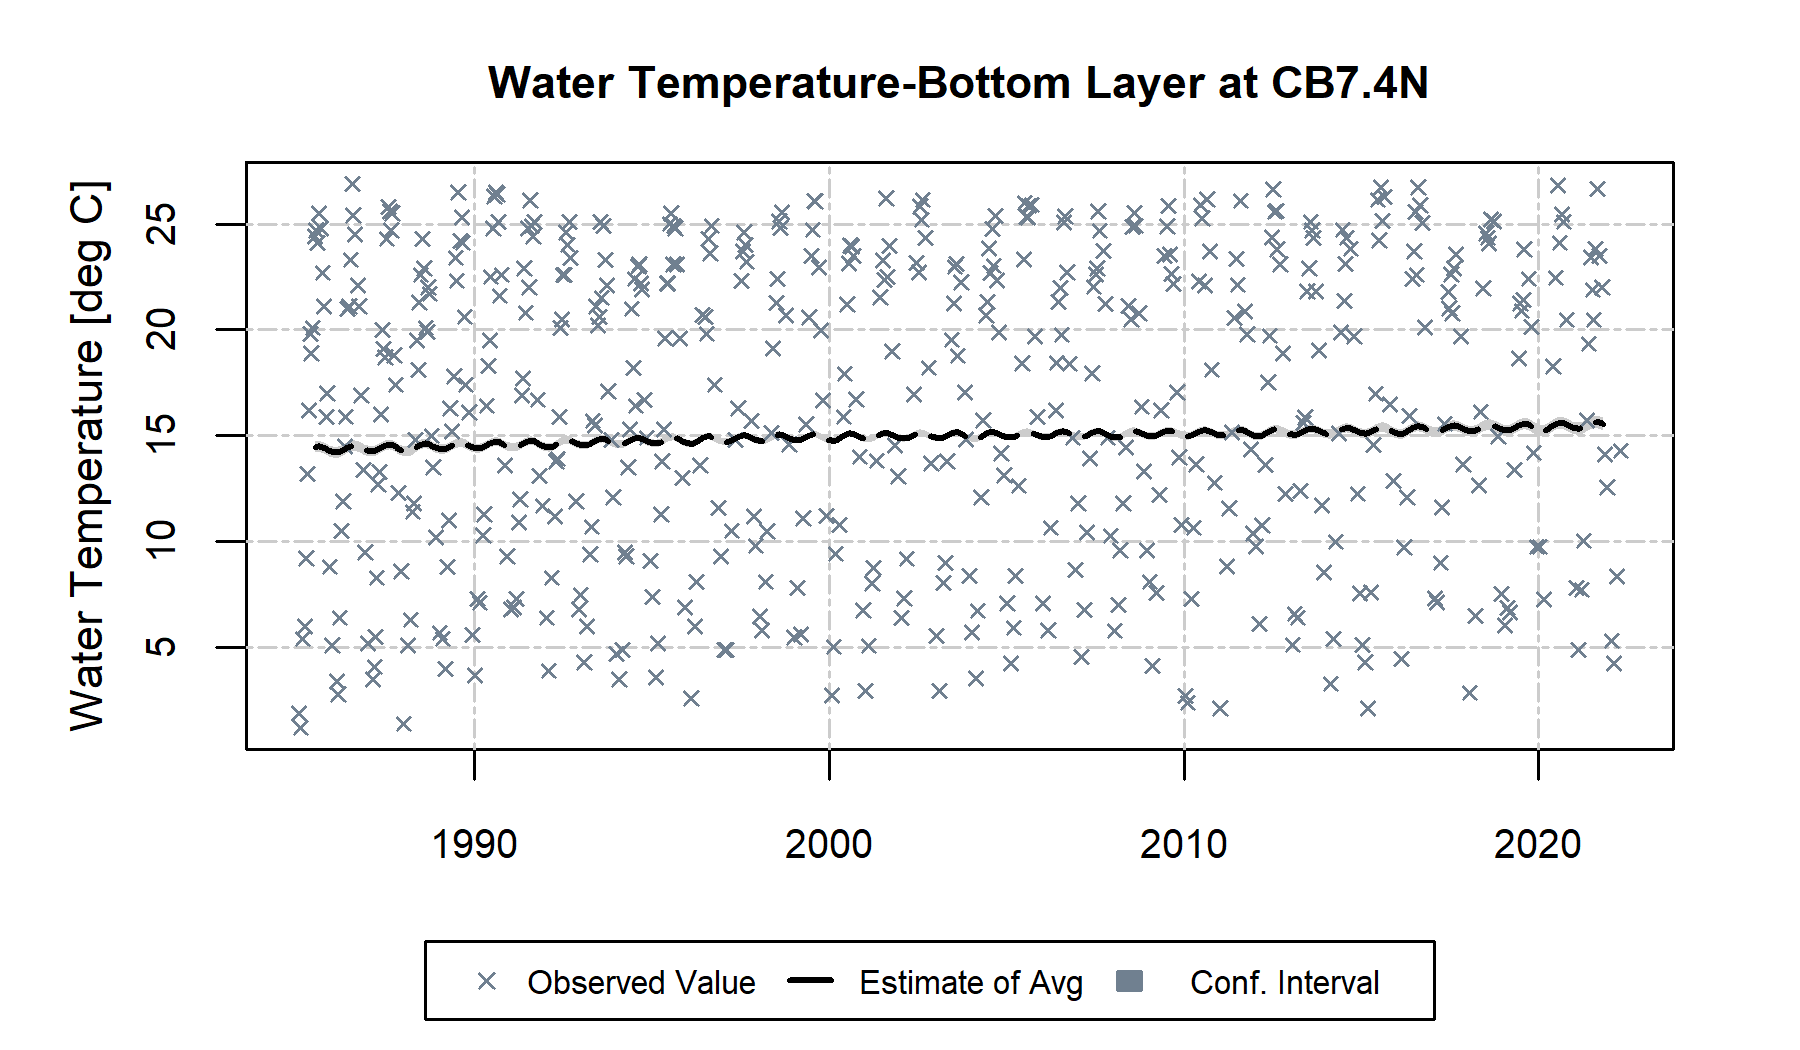 Water Temperature-Bottom Layer at CB7.4N
Water Temperature [deg C]
25
20
15
10
5
1990 2000 2010 2020
Observed Value Estimate of Avg Conf. Interval